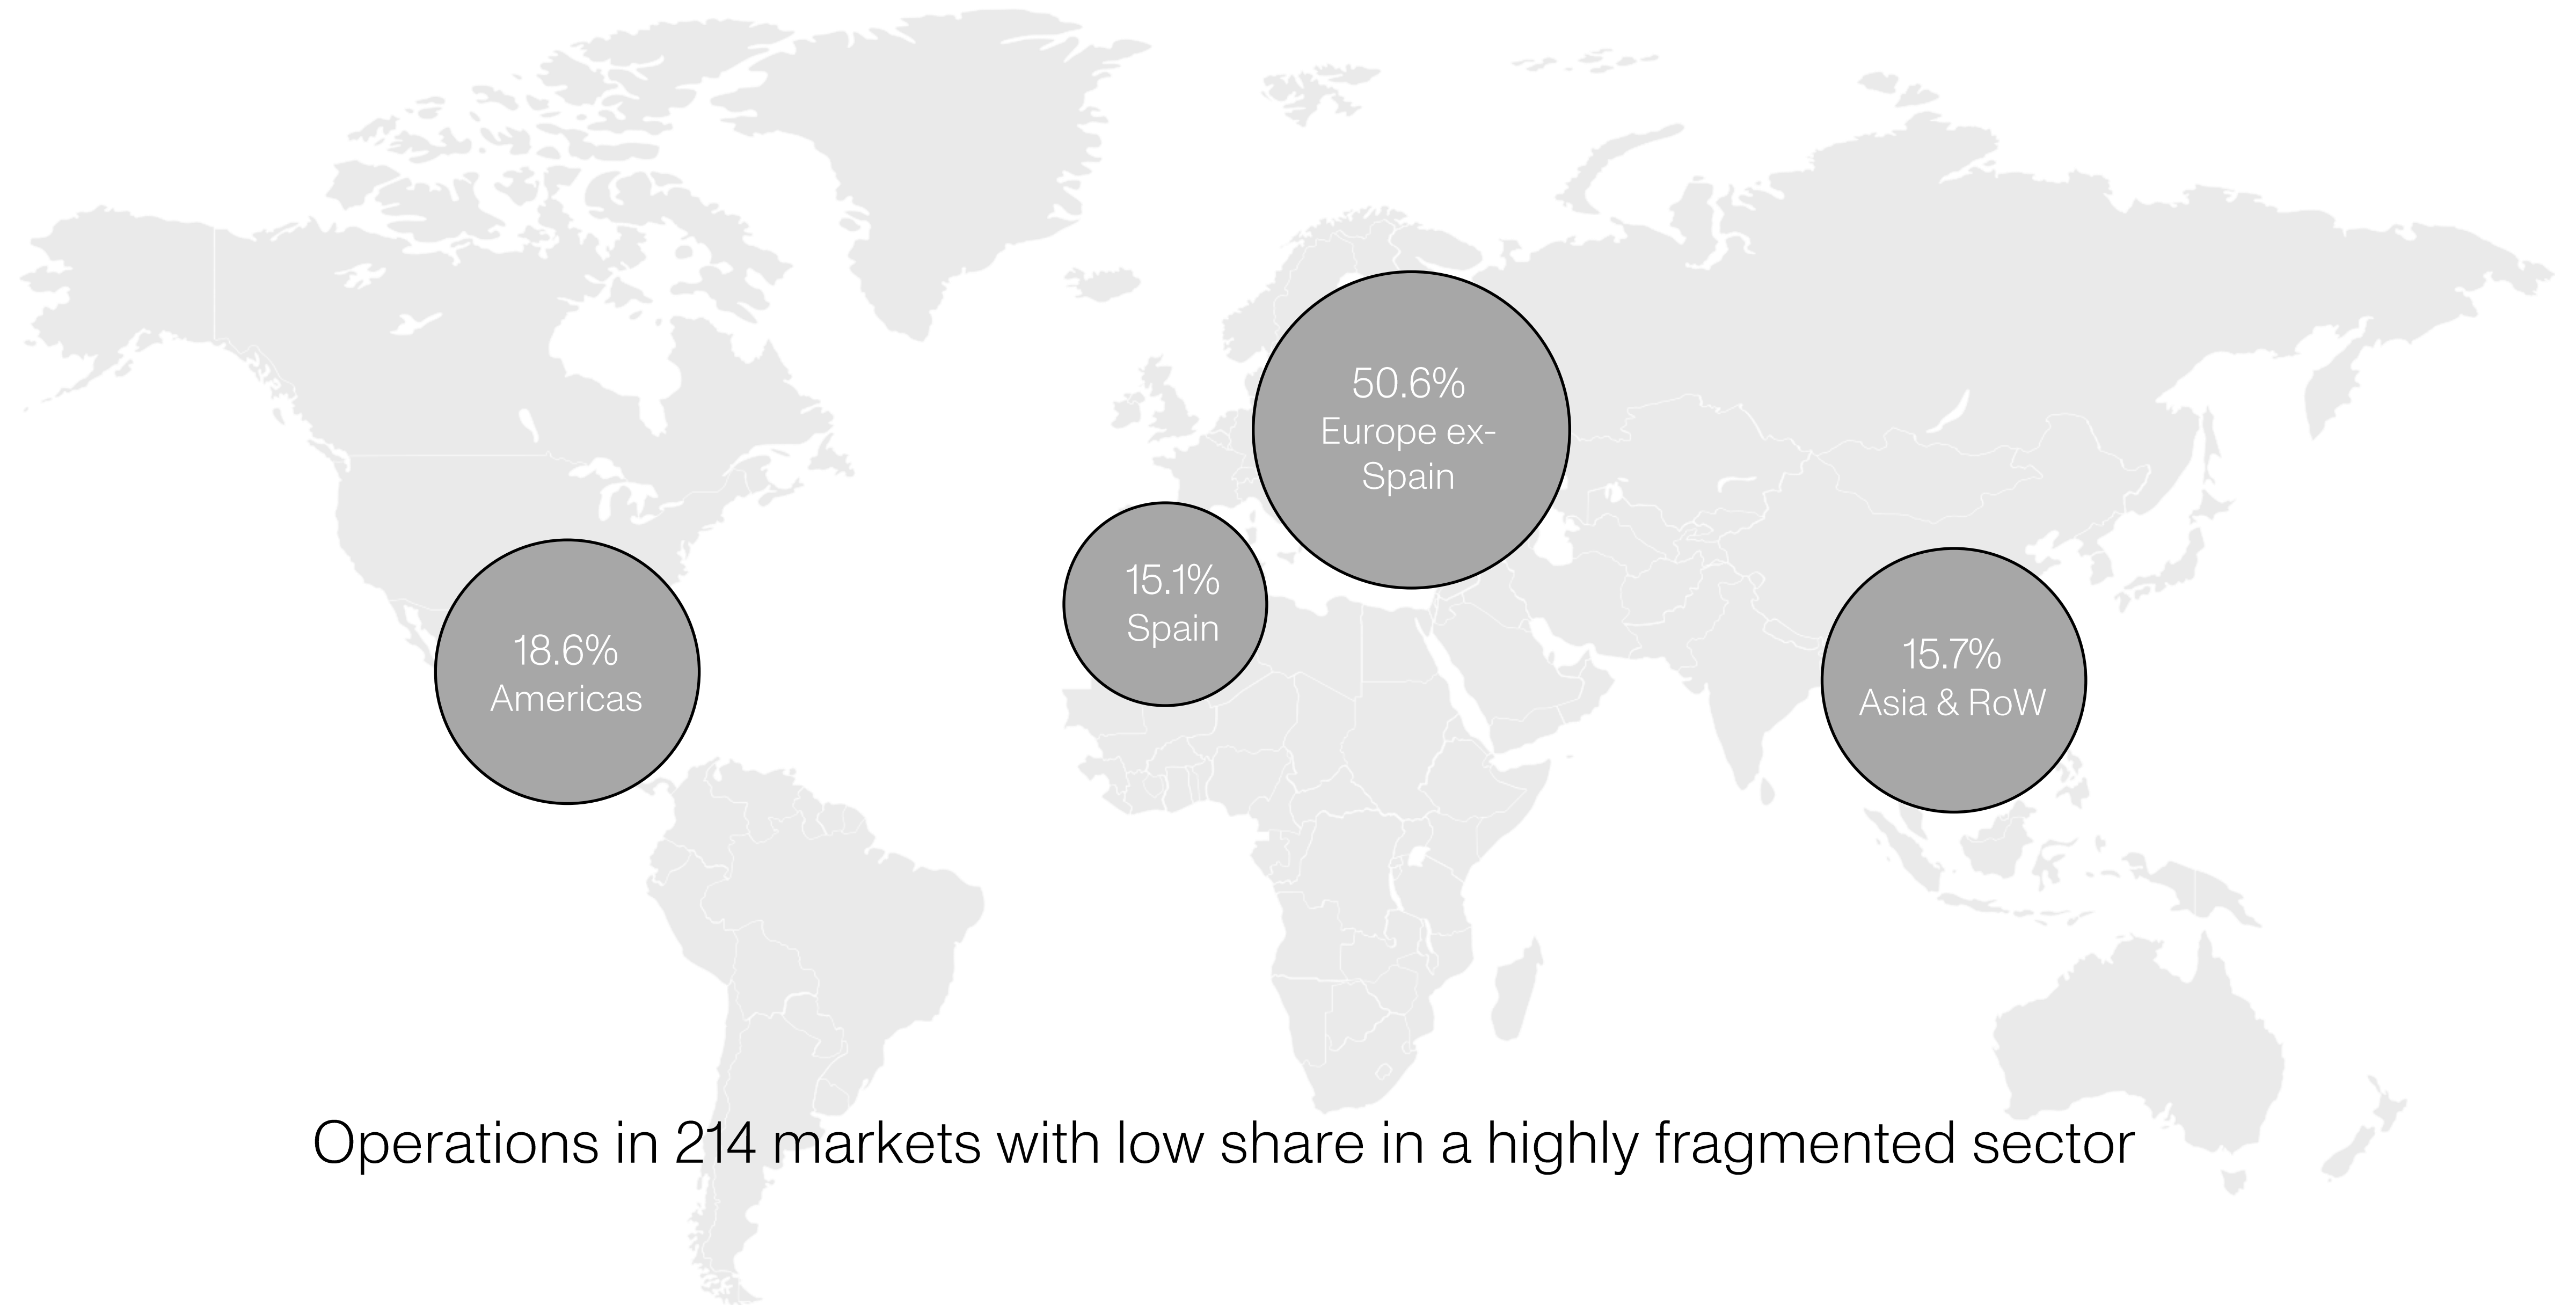 50.6%
Europe ex-
Spain
15.1%
Spain
18.6%
Americas
15.7%
Asia & RoW
Operations in 214 markets with low share in a highly fragmented sector